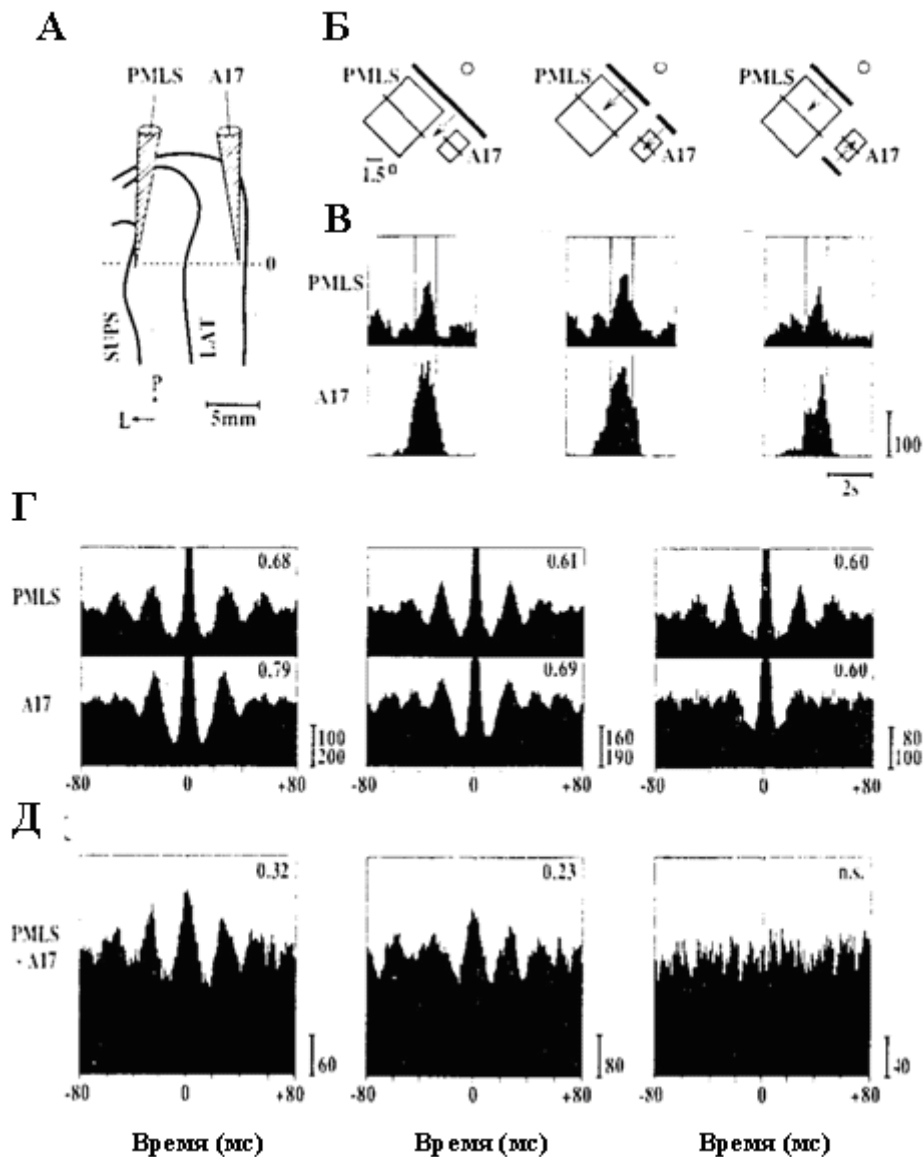 А
PMLS A17
SUPS
LAT
0
P
L
5mm
Б
PMLS
A17
1.5°
PMLS
A17
PMLS
A17
В
PMLS
A17
100
2s
Г
PMLS
0.68
0.61
0.60
A17
0.79
0.69
0.60
100
200
160
190
80
100
-80 0 +80
-80 0 +80
-80 0 +80
Д
PMLS
- A17
0.32
0.23
n.s.
60
80
40
-80 0 +80
-80 0 +80
-80 0 +80
Время (мс) Время (мс) Время (мс)